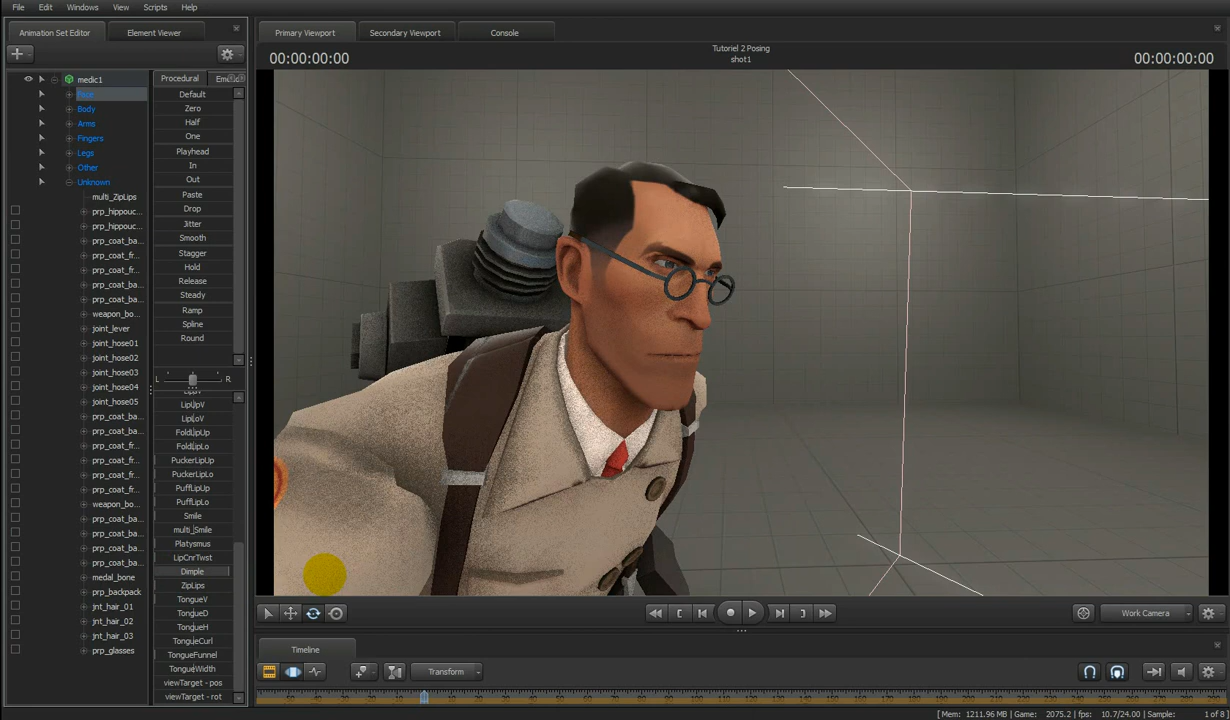 File Edit Windows View Scripts Help
Animation Set Editor Element Viewer
Primary Viewport Secondary Viewport Console
00:00:00:00 Tutoriel 2 Posing 00:00:00:00
shot1
medic1
Face
Body
Arms
Fingers
Legs
Other
Unknown
multi_ZipLips
prp_hippouc...
prp_hippouc...
prp_coat_ba...
prp_coat_fr...
prp_coat_fr...
prp_coat_ba...
prp_coat_ba...
weapon_bo...
joint_lever
joint_hose01
joint_hose02
joint_hose03
joint_hose04
joint_hose05
prp_coat_ba...
prp_coat_ba...
prp_coat_fr...
prp_coat_fr...
prp_coat_fr...
prp_coat_fr...
weapon_bo...
prp_coat_ba...
prp_coat_ba...
prp_coat_ba...
prp_coat_ba...
medal_bone
prp_backpack
jnt_hair_01
jnt_hair_02
jnt_hair_03
prp_glasses
Procedural
Default
Zero
Half
One
Playhead
In
Out
Paste
Drop
Jitter
Smooth
Stagger
Hold
Release
Steady
Ramp
Spline
Round
L R
LipUpV
LipLoV
FoldLipUp
FoldLipLo
PuckerLipUp
PuckerLipLo
PuffLipUp
PuffLipLo
Smile
multi_Smile
Platysmus
LipCnrTwst
Dimple
ZipLips
TongueV
TongueD
TongueH
TongueCurl
TongueFunnel
TongueWidth
viewTarget - pos
viewTarget - rot
Work Camera
Timeline
Transform
[Mem: 1211.96 MB | Game: 2075.2 | fps: 10.7/24.00 | Sample: 1 of 8